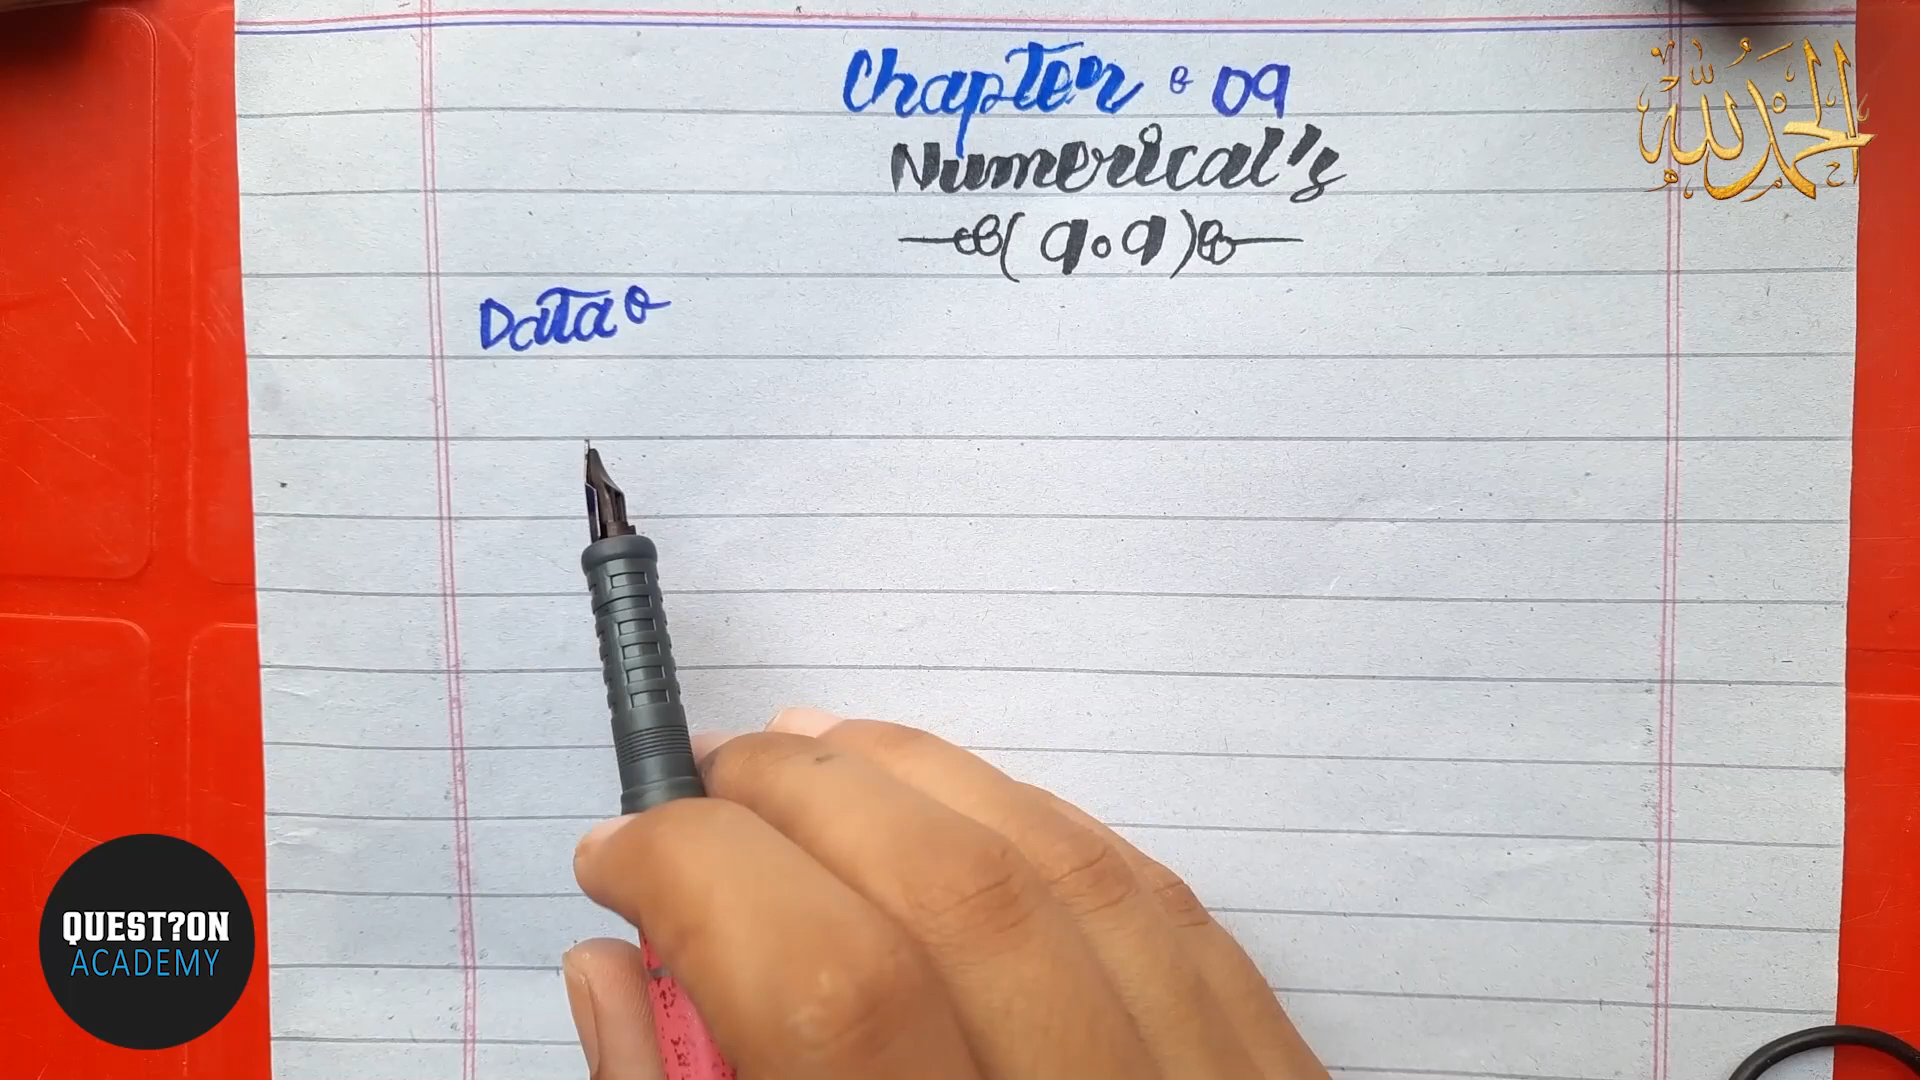 Chapter : 09
الحمد لله
Numerical's
(9.9)
Data :
QUEST?ON
ACADEMY